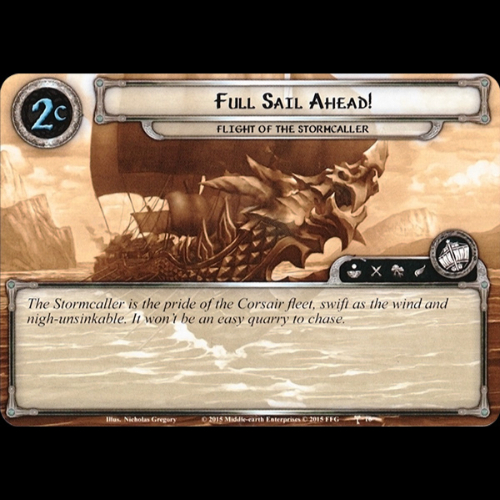 2C
FULL SAIL AHEAD!
FLIGHT OF THE STORMCALLER
The Stormcaller is the pride of the Corsair fleet, swift as the wind and
nigh-unsinkable. It won't be an easy quarry to chase.
Illus. Nicholas Gregory © 2015 Middle-earth Enterprises © 2015 FFG